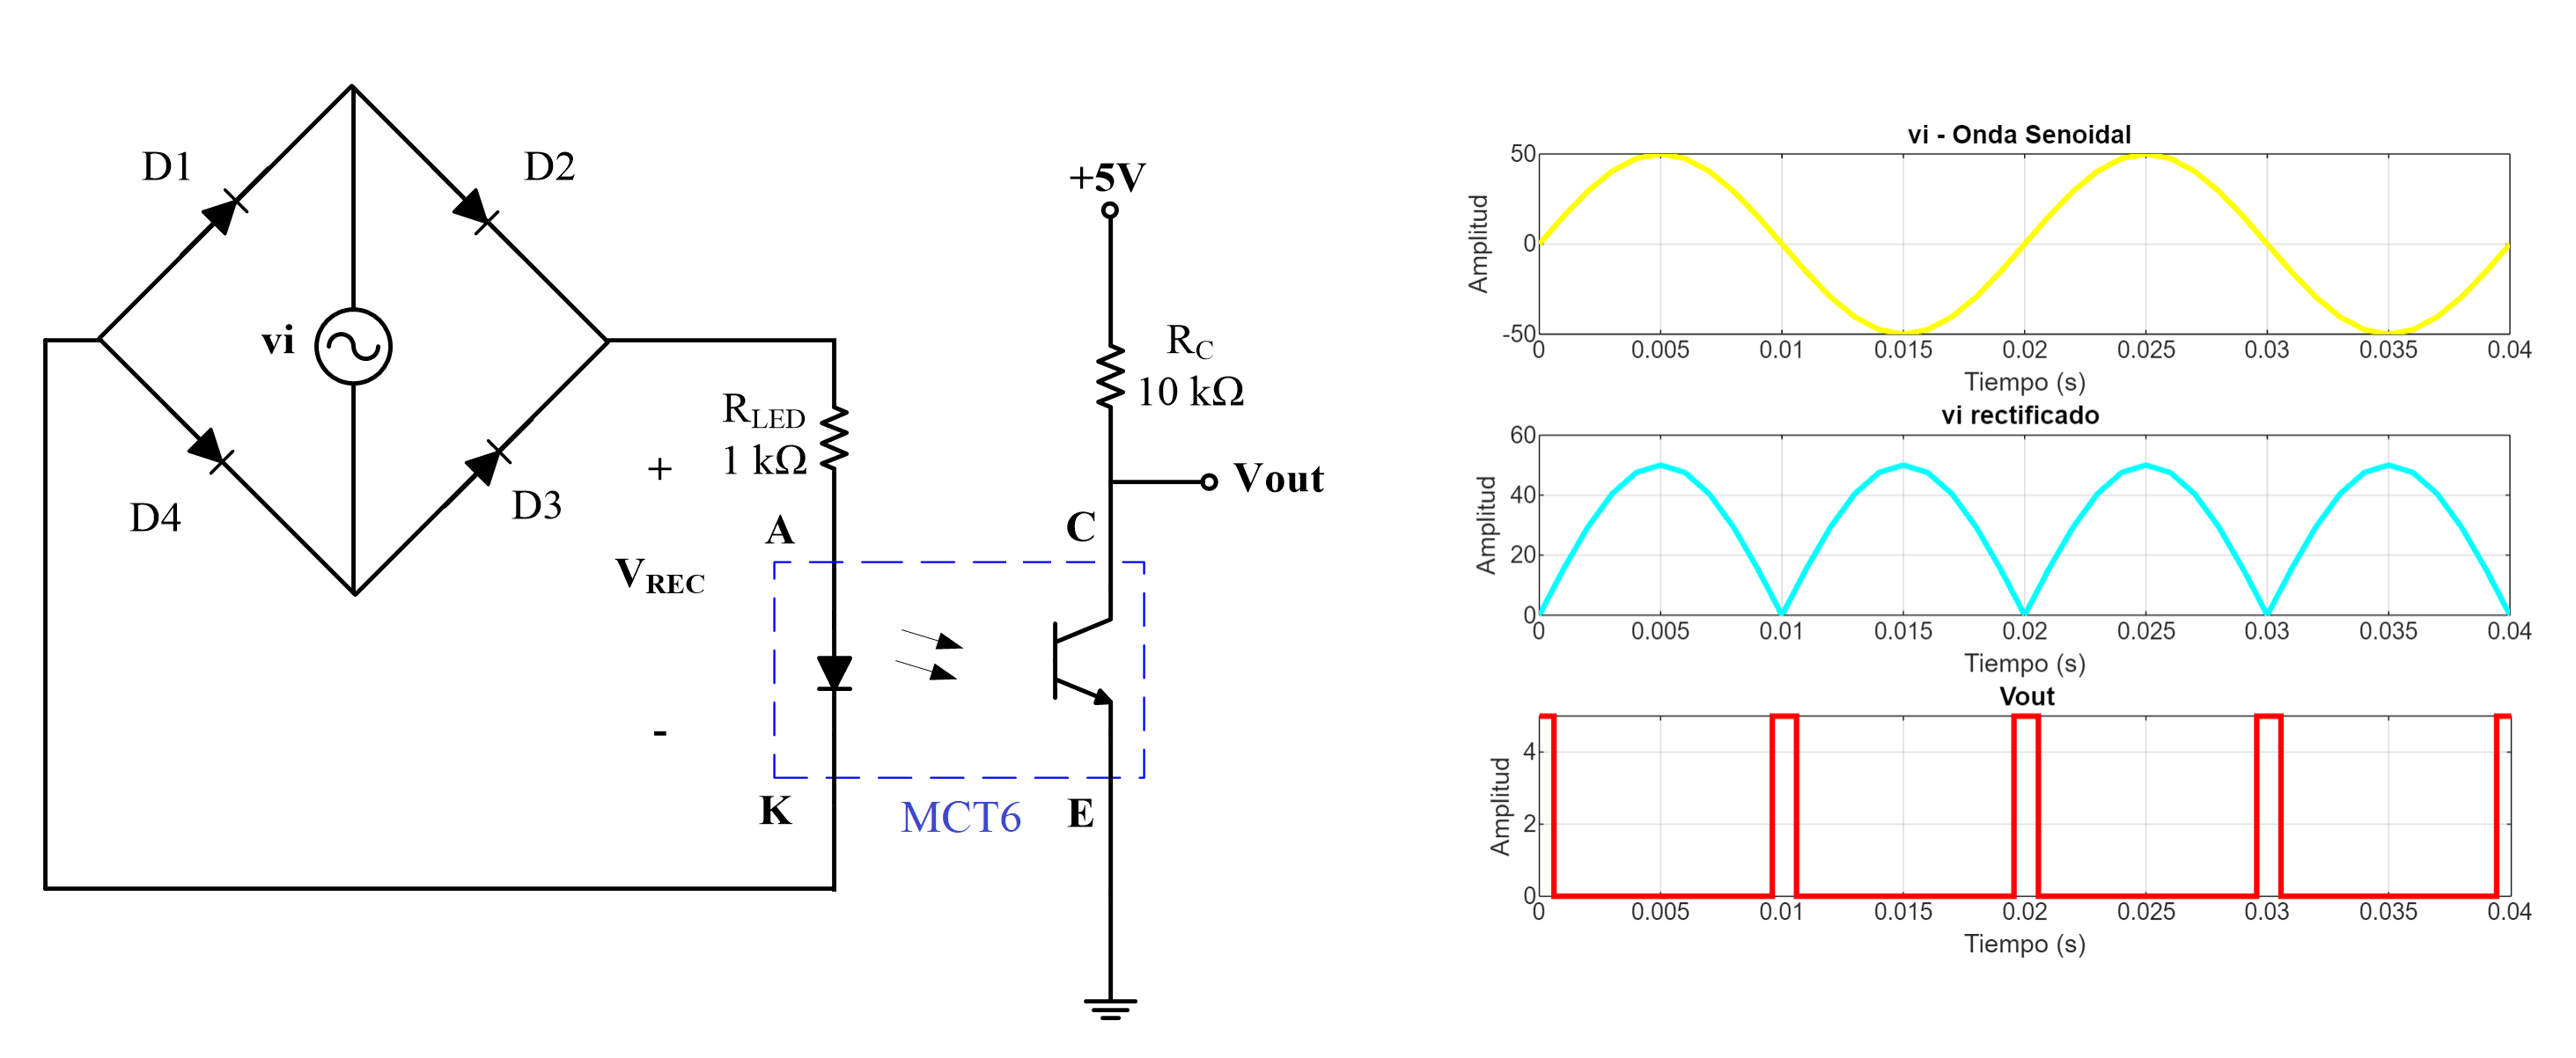 D1
D2
vi
D4
D3
+
V_REC
-
R_LED
1 kΩ
A
K
MCT6
+5V
R_C
10 kΩ
Vout
C
E
vi - Onda Senoidal
Amplitud
50
0
-50
0 0.005 0.01 0.015 0.02 0.025 0.03 0.035 0.04
Tiempo (s)
vi rectificado
Amplitud
60
40
20
0
0 0.005 0.01 0.015 0.02 0.025 0.03 0.035 0.04
Tiempo (s)
Vout
Amplitud
4
2
0
0 0.005 0.01 0.015 0.02 0.025 0.03 0.035 0.04
Tiempo (s)